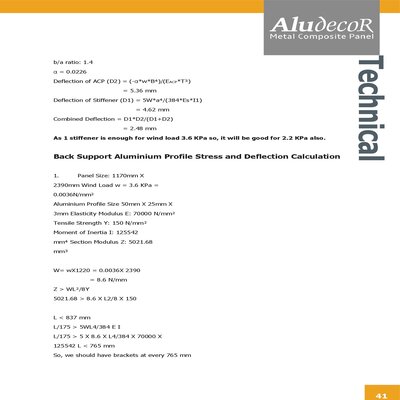 AludecoR
Metal Composite Panel
Technical
b/a ratio: 1.4
α = 0.0226
Deflection of ACP (D2) = (-α*w*B⁴)/(EACP*T³)
= 5.36 mm
Deflection of Stiffener (D1) = 5W*a⁴/(384*Es*I1)
= 4.62 mm
Combined Deflection = D1*D2/(D1+D2)
= 2.48 mm
As 1 stiffener is enough for wind load 3.6 KPa so, it will be good for 2.2 KPa also.
Back Support Aluminium Profile Stress and Deflection Calculation
1. Panel Size: 1170mm X
2390mm Wind Load w = 3.6 KPa =
0.0036N/mm²
Aluminium Profile Size 50mm X 25mm X
3mm Elasticity Modulus E: 70000 N/mm²
Tensile Strength Y: 150 N/mm²
Moment of Inertia I: 125542
mm⁴ Section Modulus Z: 5021.68
mm³
W= wX1220 = 0.0036X 2390
= 8.6 N/mm
Z > WL²/8Y
5021.68 > 8.6 X L2/8 X 150
L < 837 mm
L/175 > 5WL4/384 E I
L/175 > 5 X 8.6 X L4/384 X 70000 X
125542 L < 765 mm
So, we should have brackets at every 765 mm
41